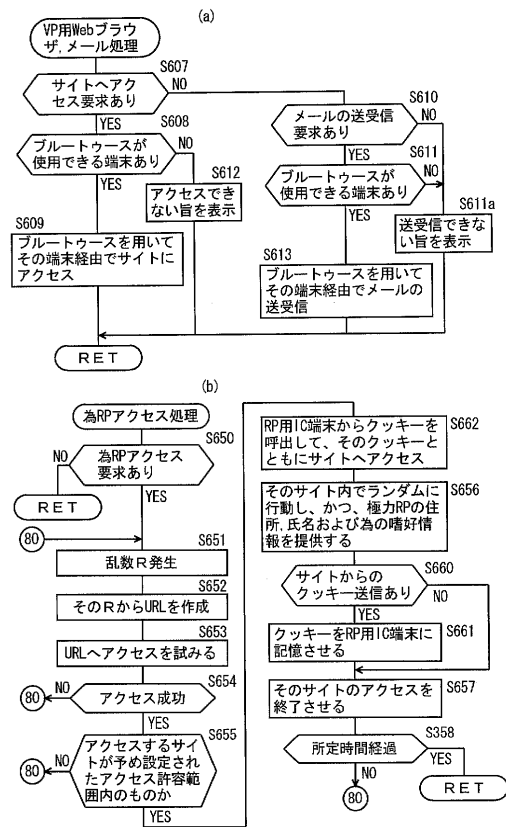 (a)
VP用Webブラウ
ザ,メール処理
S607
サイトへアク
セス要求あり
NO
YES
S608
ブルートゥースが
使用できる端末あり
NO
YES
S612
アクセスでき
ない旨を表示
S609
ブルートゥースを用いて
その端末経由でサイトに
アクセス
S610
メールの送受信
要求あり
NO
YES
S611
ブルートゥースが
使用できる端末あり
NO
YES
S611a
送受信できな
い旨を表示
S613
ブルートゥースを用いて
その端末経由でメールの
送受信
RET
(b)
為RPアクセス処理
S650
為RPアクセス
要求あり
NO
RET
YES
80
S651
乱数R発生
S652
そのRからURLを作成
S653
URLへアクセスを試みる
S654
アクセス成功
NO
80
YES
S655
アクセスするサイ
トが予め設定され
たアクセス許容範
囲内のものか
NO
80
YES
S662
RP用IC端末からクッキーを
呼出して、そのクッキーと
ともにサイトへアクセス
S656
そのサイト内でランダムに
行動し、かつ、極力RPの住
所,氏名および為の嗜好情
報を提供する
S660
サイトからの
クッキー送信あり
NO
YES
S661
クッキーをRP用IC端末に
記憶させる
S657
そのサイトのアクセスを
終了させる
S358
所定時間経過
YES
NO
80
RET